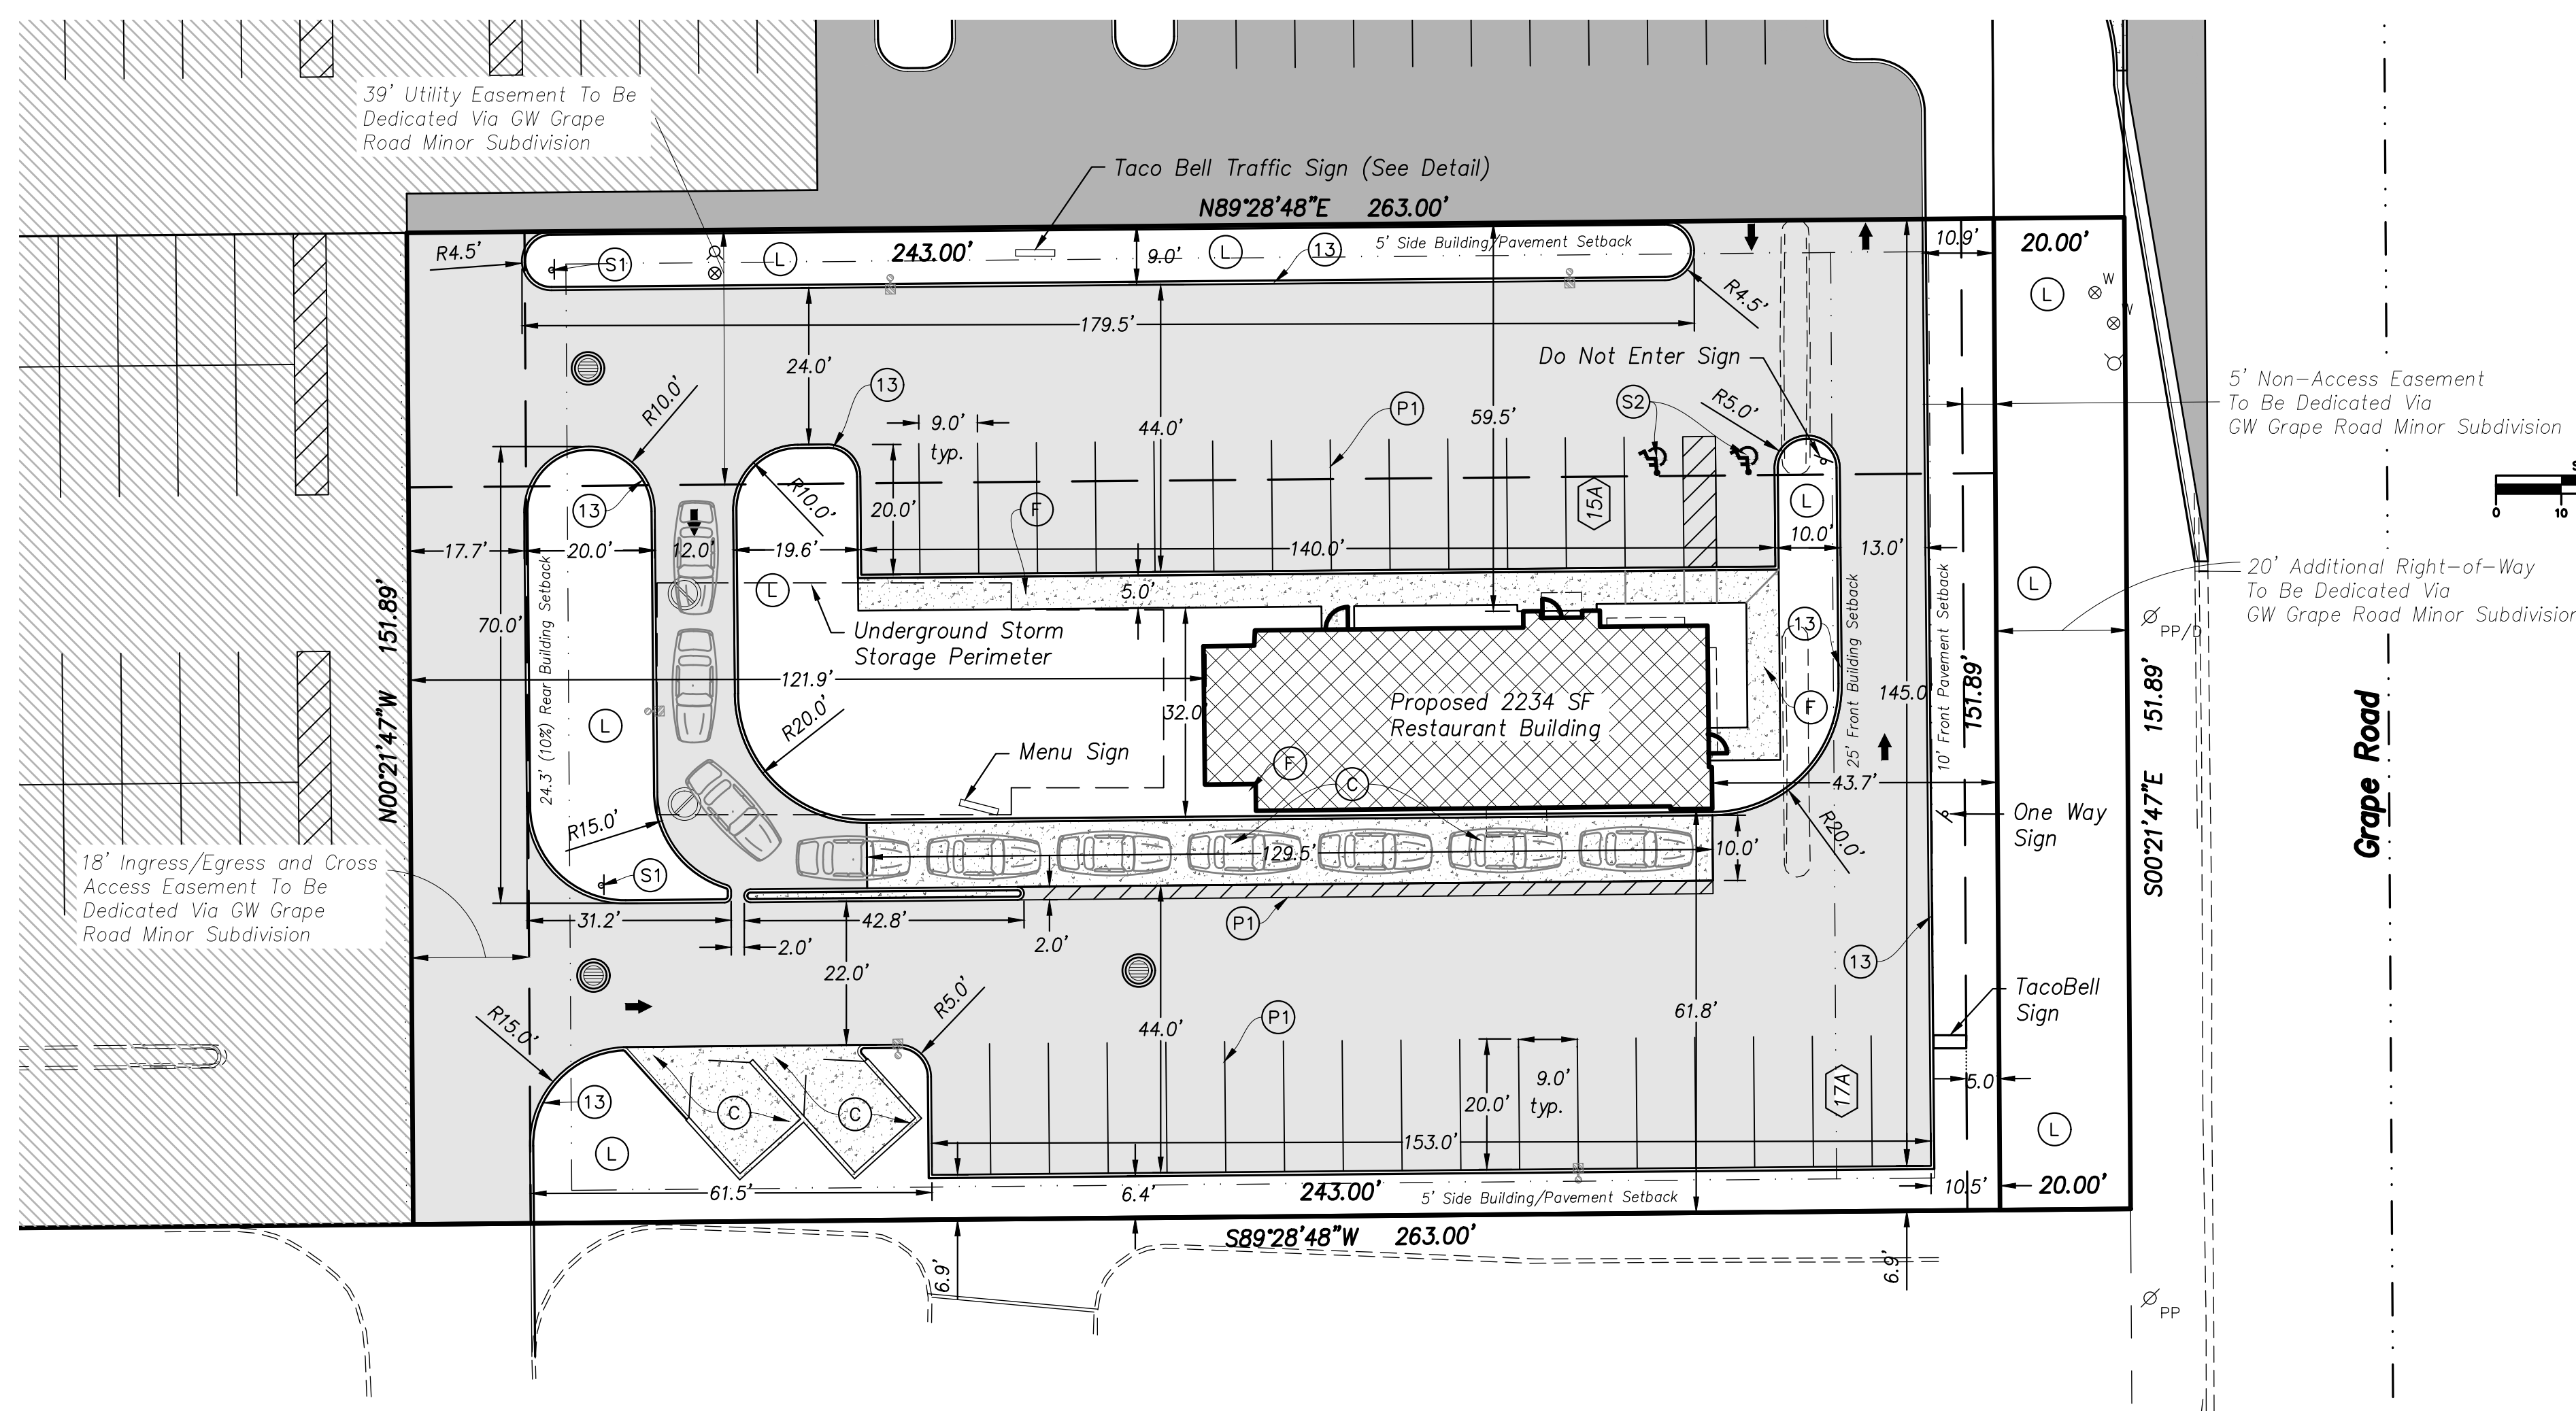 39' Utility Easement To Be
Dedicated Via GW Grape
Road Minor Subdivision
Taco Bell Traffic Sign (See Detail)
N89°28'48"E 263.00'
R4.5'
S1
L
243.00'
9.0'
L
13
5' Side Building/Pavement Setback
10.9'
20.00'
L
W
W
R4.5'
179.5'
24.0'
Do Not Enter Sign
5' Non-Access Easement
To Be Dedicated Via
GW Grape Road Minor Subdivision
R10.0'
13
9.0'
typ.
44.0'
P1
59.5'
S2
R5.0'
13
R10.0'
20.0'
F
15A
L
0
10
17.7'
20.0'
12.0'
19.6'
140.0'
10.0'
13.0'
20' Additional Right-of-Way
To Be Dedicated Via
GW Grape Road Minor Subdivision
L
L
5.0'
N00°21'47"W 151.89'
70.0'
24.3' (10%) Rear Building Setback
Underground Storm
Storage Perimeter
13
PP/D
25' Front Building Setback
10' Front Pavement Setback
121.9'
R20.0'
32.0'
Proposed 2234 SF
Restaurant Building
F
145.0'
151.89'
S00°21'47"E 151.89'
Grape Road
L
Menu Sign
F
C
43.7'
One Way
Sign
R15.0'
129.5'
10.0'
R20.0'
18' Ingress/Egress and Cross
Access Easement To Be
Dedicated Via GW Grape
Road Minor Subdivision
S1
31.2'
42.8'
2.0'
2.0'
P1
13
22.0'
R5.0'
TacoBell
Sign
R15.0'
44.0'
P1
61.8'
13
C
C
20.0'
9.0'
typ.
17A
5.0'
L
153.0'
L
61.5'
6.4'
243.00'
5' Side Building/Pavement Setback
10.5'
20.00'
S89°28'48"W 263.00'
6.9'
6.9'
PP